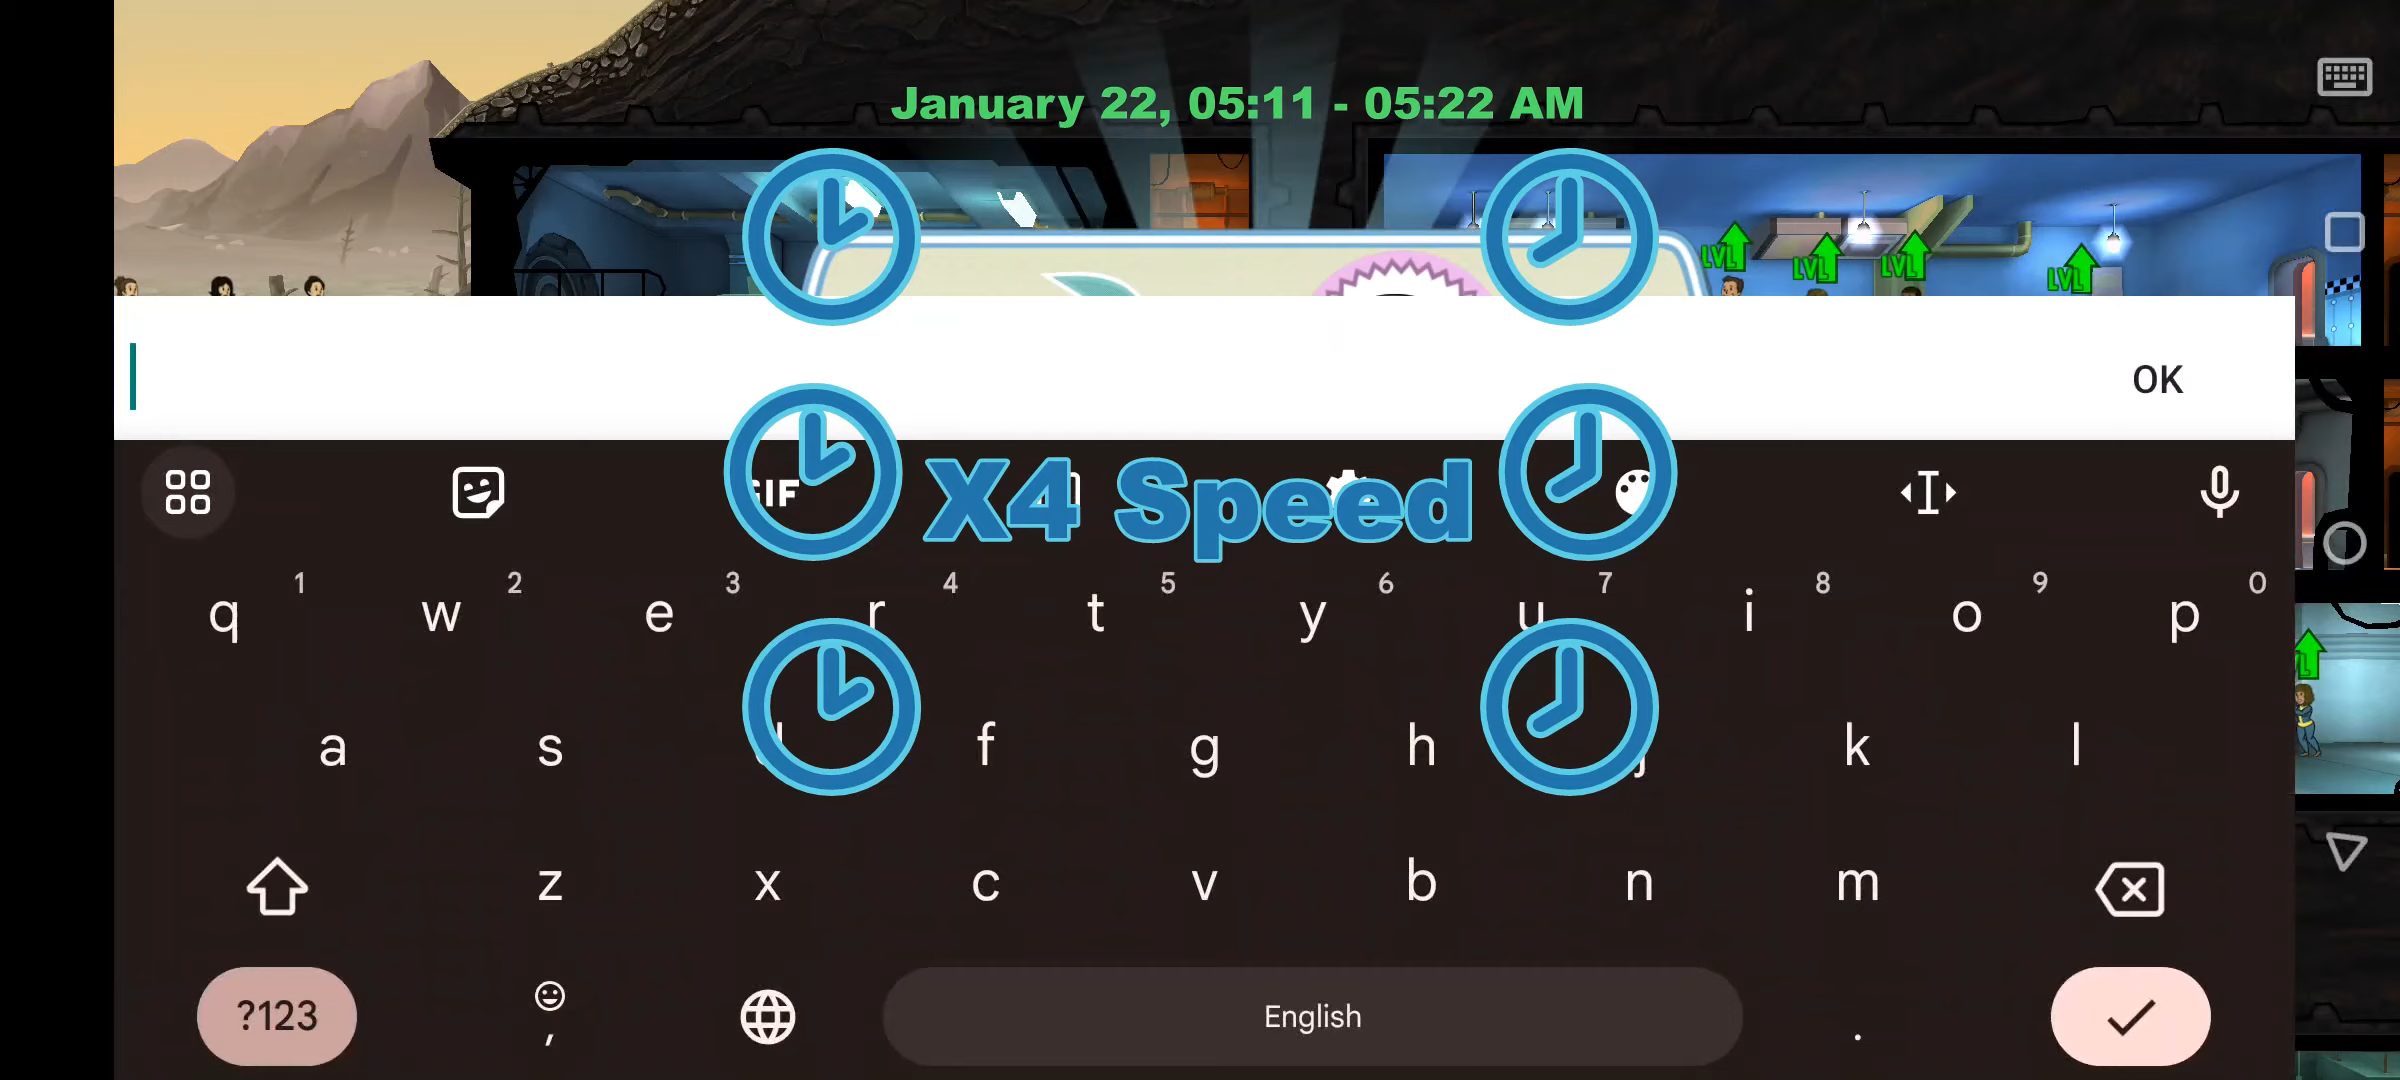 January 22, 05:11 - 05:22 AM
LVL LVL LVL LVL
OK
GIF
X4 Speed
1 2 3 4 5 6 7 8 9 0
q w e r t y u i o p
a s d f g h j k l
z x c v b n m
?123 , English .